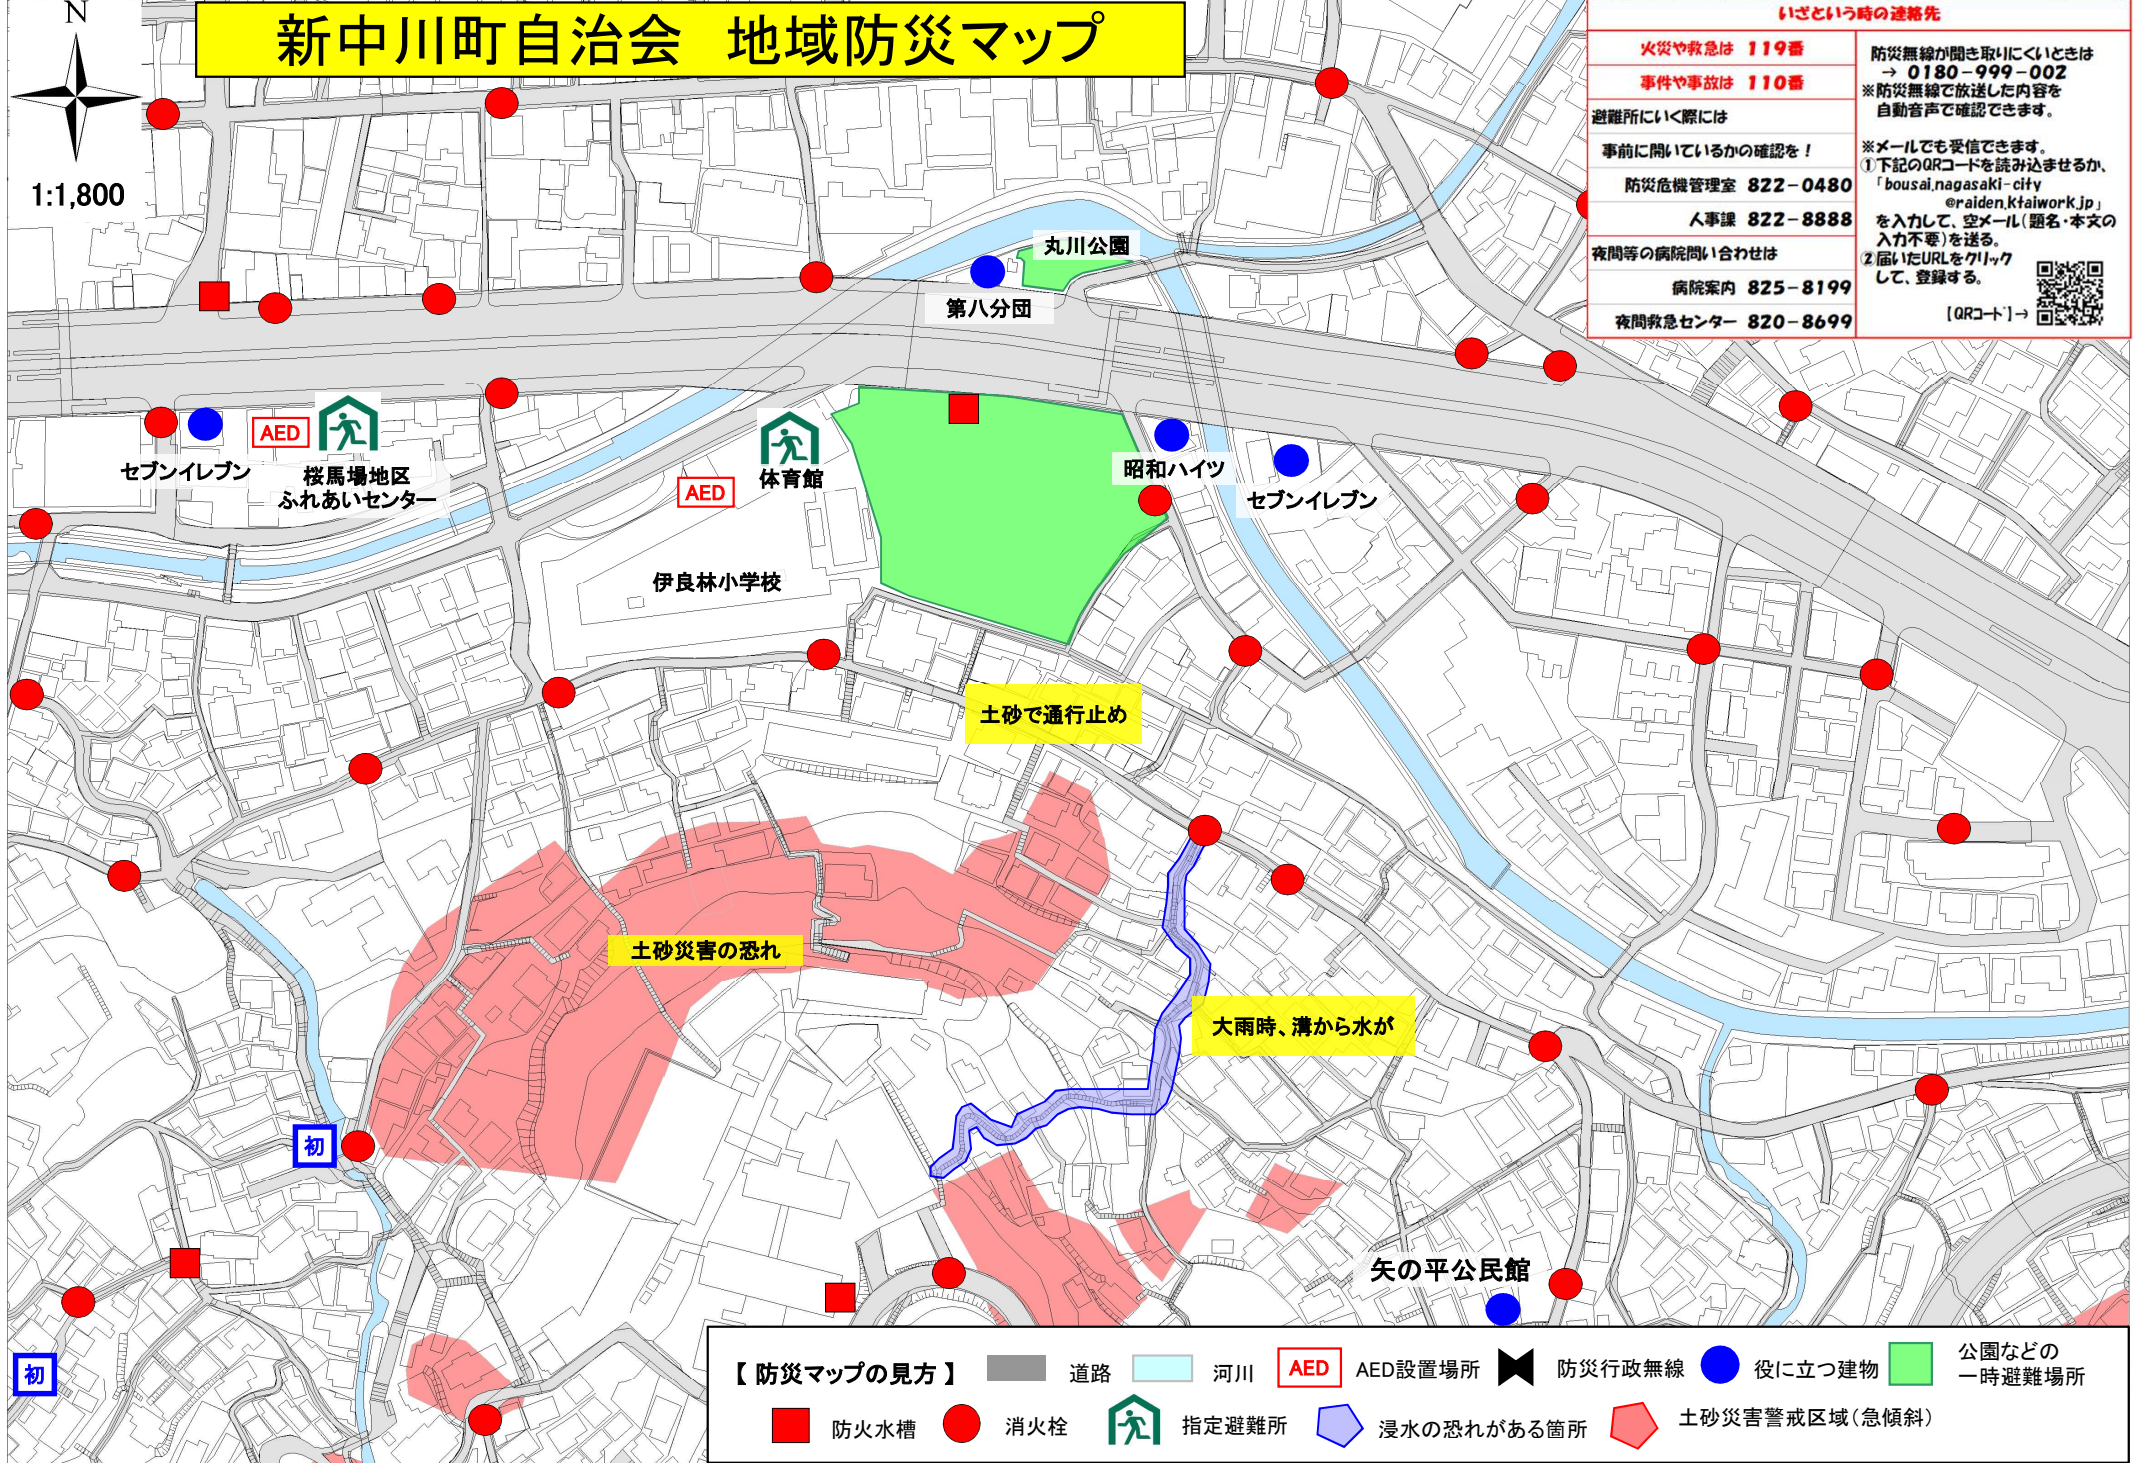 N
新中川町自治会 地域防災マップ
1:1,800
いざという時の連絡先
火災や救急は 119番
事件や事故は 110番
避難所にいく際には
事前に開いているかの確認を！
防災危機管理室 822-0480
人事課 822-8888
夜間等の病院問い合わせは
病院案内 825-8199
夜間救急センター 820-8699
防災無線が聞き取りにくいときは
→ 0180-999-002
※防災無線で放送した内容を
自動音声で確認できます。
※メールでも受信できます。
①下記のQRコードを読み込ませるか、
「bousai.nagasaki-city
@raiden.ktaiwork.jp」
を入力して、空メール(題名・本文の
入力不要)を送る。
②届いたURLをクリック
して、登録する。
[QRコード]→
丸川公園
第八分団
セブンイレブン
AED
桜馬場地区
ふれあいセンター
AED
体育館
昭和ハイツ
セブンイレブン
伊良林小学校
土砂で通行止め
土砂災害の恐れ
大雨時、溝から水が
初
矢の平公民館
初
【 防災マップの見方 】
道路
河川
AED
AED設置場所
防災行政無線
役に立つ建物
公園などの
一時避難場所
防火水槽
消火栓
指定避難所
浸水の恐れがある箇所
土砂災害警戒区域(急傾斜)